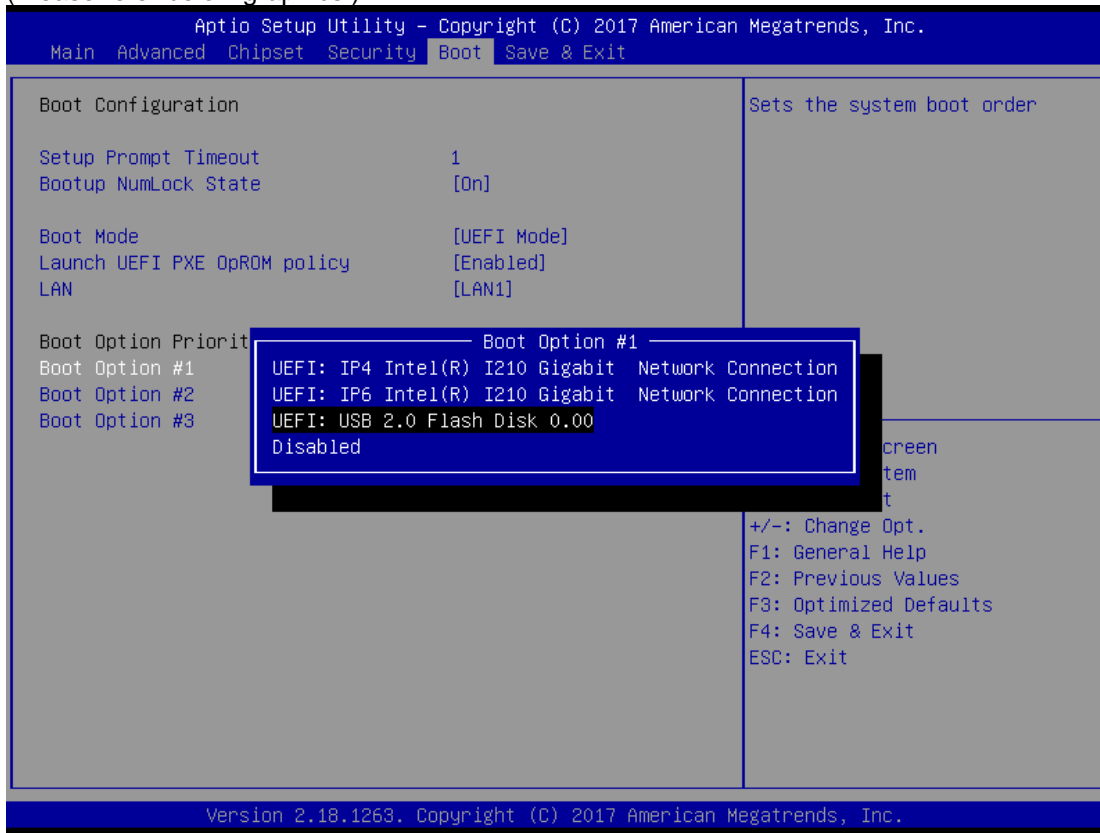 Aptio Setup Utility – Copyright (C) 2017 American Megatrends, Inc.
Main Advanced Chipset Security Boot Save & Exit
Boot Configuration
Setup Prompt Timeout 1
Bootup NumLock State [On]
Boot Mode [UEFI Mode]
Launch UEFI PXE OpROM policy [Enabled]
LAN [LAN1]
Boot Option Priorit
Boot Option #1
Boot Option #2
Boot Option #3
Boot Option #1
UEFI: IP4 Intel(R) I210 Gigabit Network Connection
UEFI: IP6 Intel(R) I210 Gigabit Network Connection
UEFI: USB 2.0 Flash Disk 0.00
Disabled
Sets the system boot order
creen
tem
t
+/-: Change Opt.
F1: General Help
F2: Previous Values
F3: Optimized Defaults
F4: Save & Exit
ESC: Exit
Version 2.18.1263. Copyright (C) 2017 American Megatrends, Inc.